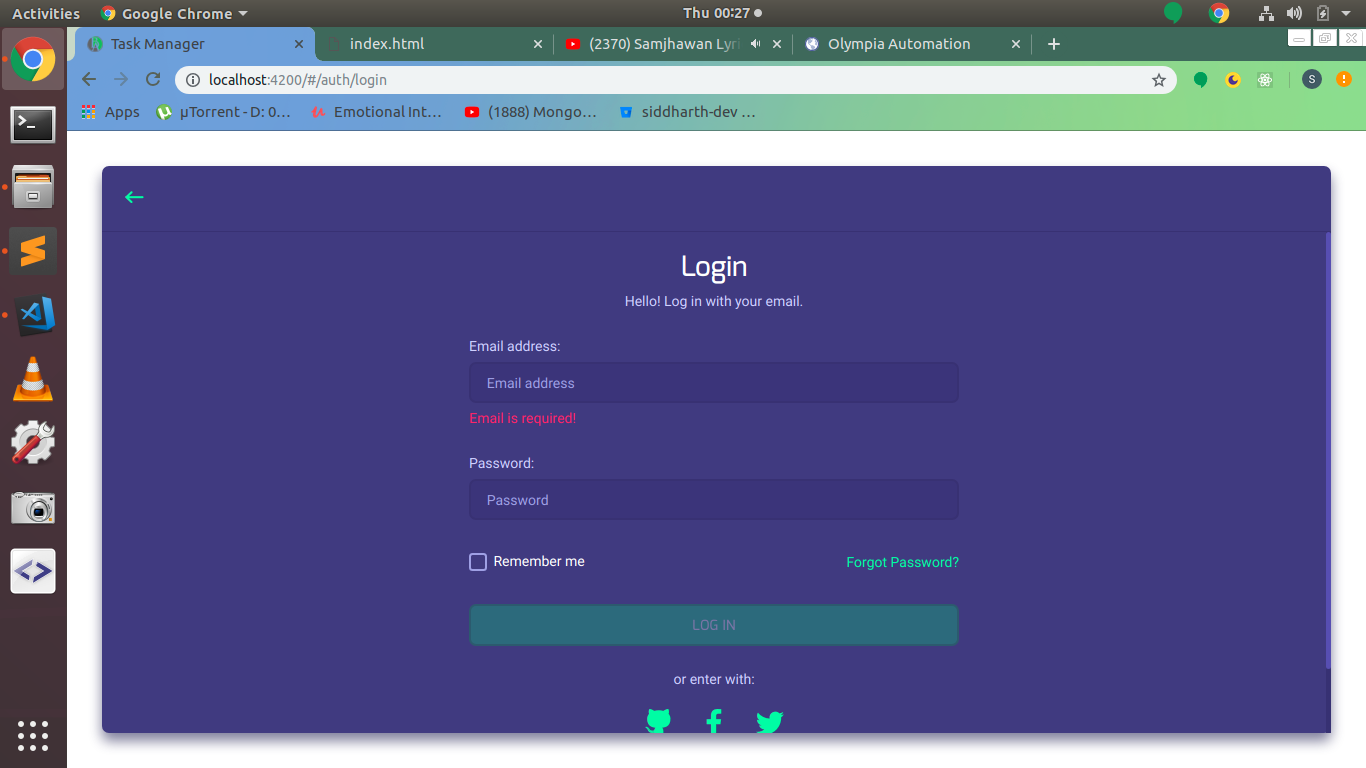 Activities Google Chrome Thu 00:27
Task Manager index.html (2370) Samjhawan Lyri Olympia Automation
localhost:4200/#/auth/login S
Apps µTorrent - D: 0... Emotional Int... (1888) Mongo... siddharth-dev ...
Login
Hello! Log in with your email.
Email address:
Email address
Email is required!
Password:
Password
Remember me Forgot Password?
LOG IN
or enter with: